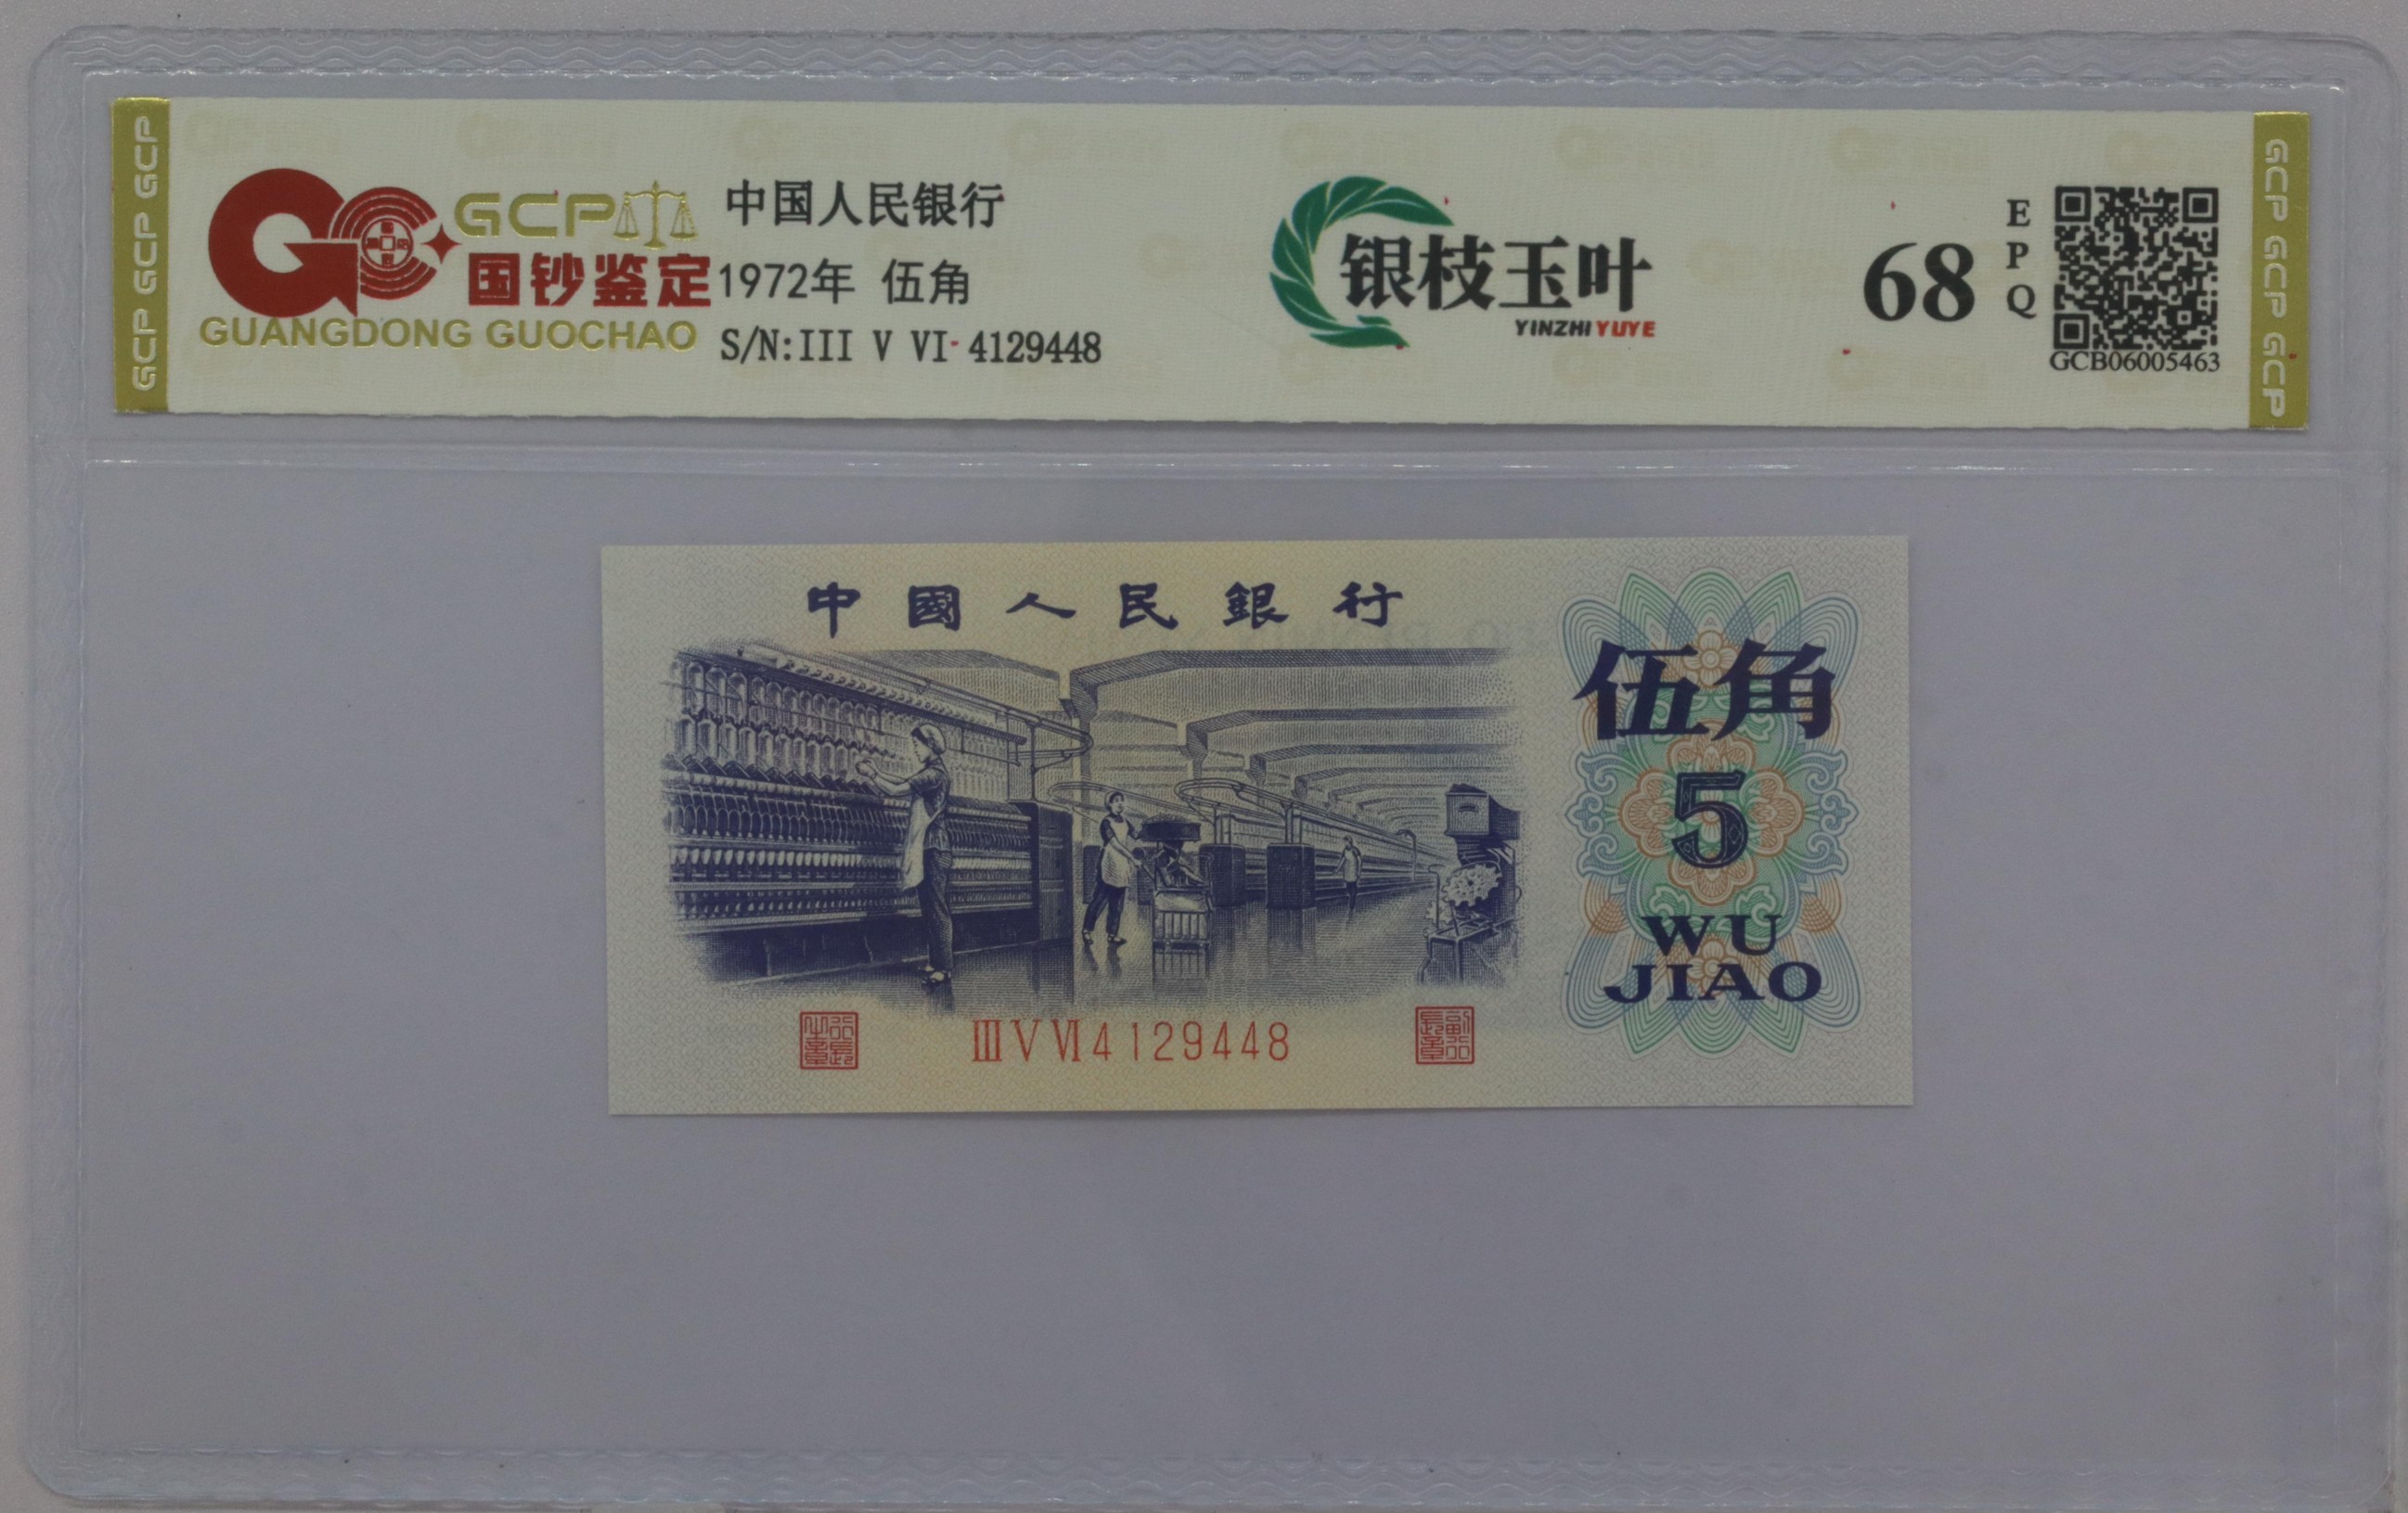 GCP GCP GCP
GCP
国钞鉴定
GUANGDONG GUOCHAO
中国人民银行
1972年 伍角
S/N:III V VI 4129448
银枝玉叶
YINZHI YUYE
68
EPQ
GCB06005463
GCP GCP GCP
中國人民銀行
伍角
5
WU
JIAO
ⅢⅤⅥ4129448